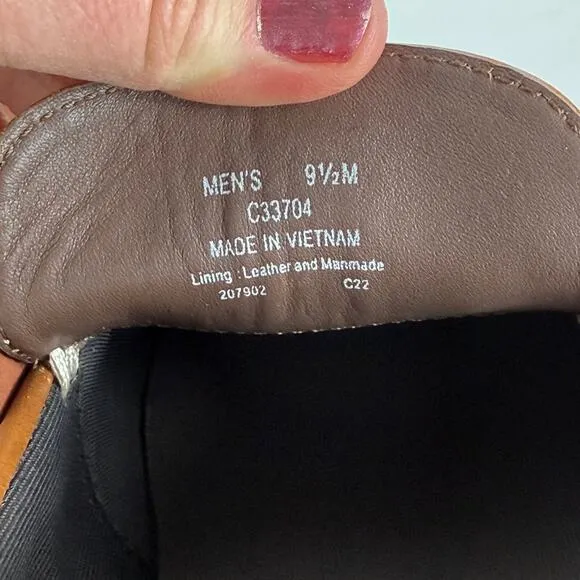 MEN'S 9½M
C33704
MADE IN VIETNAM
Lining : Leather and Manmade
207902 C22